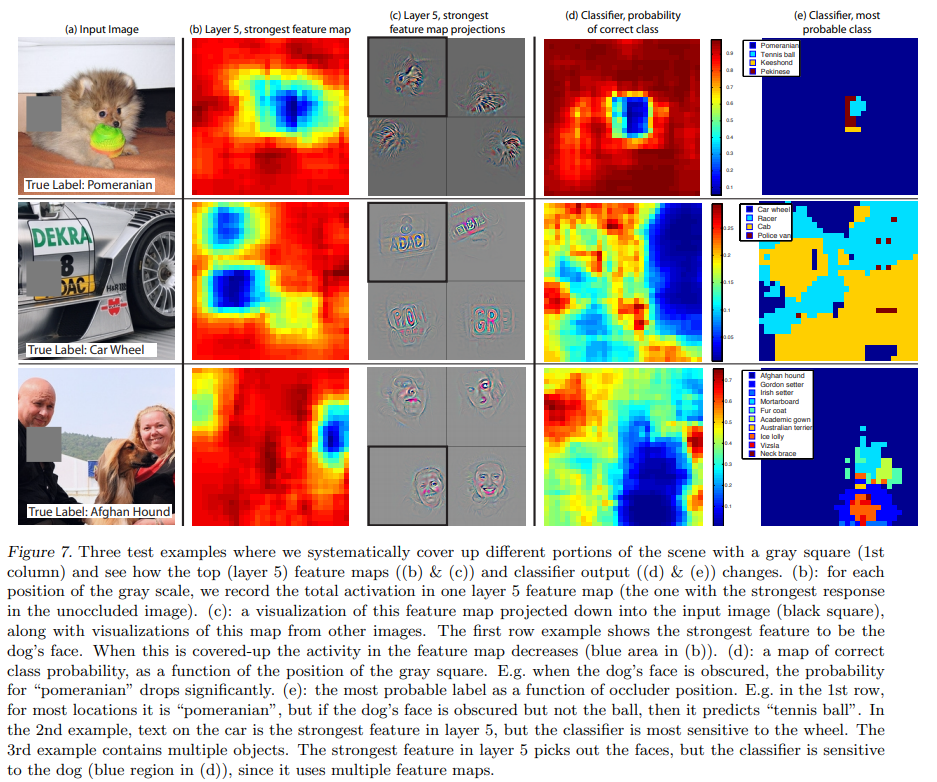 (a) Input Image
(b) Layer 5, strongest feature map
(c) Layer 5, strongest
feature map projections
(d) Classifier, probability
of correct class
(e) Classifier, most
probable class
True Label: Pomeranian
0.9
0.8
0.7
0.6
0.5
0.4
0.3
0.2
0.1
Pomeranian
Tennis ball
Keeshond
Pekinese
DEKRA
8
ADAC
True Label: Car Wheel
ADAC
0.25
0.2
0.15
0.1
0.05
Car wheel
Racer
Cab
Police van
True Label: Afghan Hound
0.7
0.6
0.5
0.4
0.3
0.2
0.1
Afghan hound
Gordon setter
Irish setter
Mortarboard
Fur coat
Academic gown
Australian terrier
Ice lolly
Vizsla
Neck brace
Figure 7. Three test examples where we systematically cover up different portions of the scene with a gray square (1st
column) and see how the top (layer 5) feature maps ((b) & (c)) and classifier output ((d) & (e)) changes. (b): for each
position of the gray scale, we record the total activation in one layer 5 feature map (the one with the strongest response
in the unoccluded image). (c): a visualization of this feature map projected down into the input image (black square),
along with visualizations of this map from other images. The first row example shows the strongest feature to be the
dog's face. When this is covered-up the activity in the feature map decreases (blue area in (b)). (d): a map of correct
class probability, as a function of the position of the gray square. E.g. when the dog's face is obscured, the probability
for "pomeranian" drops significantly. (e): the most probable label as a function of occluder position. E.g. in the 1st row,
for most locations it is "pomeranian", but if the dog's face is obscured but not the ball, then it predicts "tennis ball". In
the 2nd example, text on the car is the strongest feature in layer 5, but the classifier is most sensitive to the wheel. The
3rd example contains multiple objects. The strongest feature in layer 5 picks out the faces, but the classifier is sensitive
to the dog (blue region in (d)), since it uses multiple feature maps.